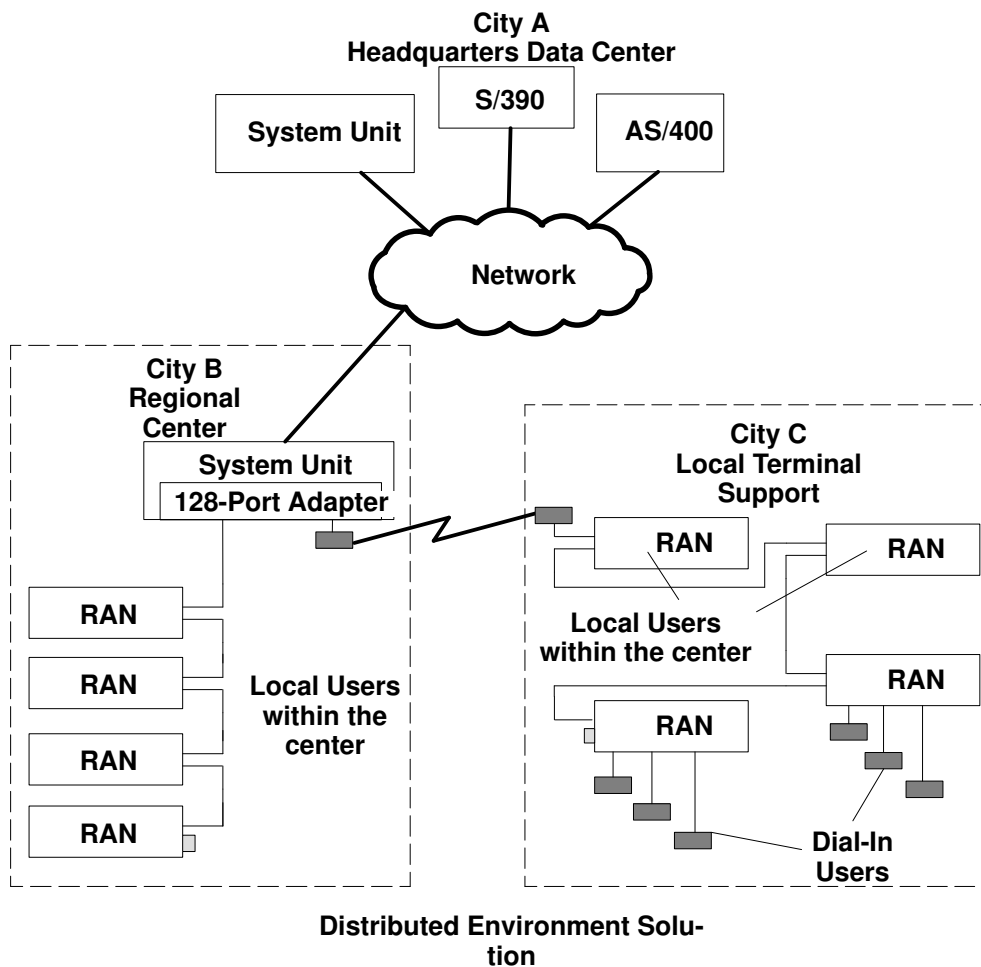 City A
Headquarters Data Center
System Unit
S/390
AS/400
Network
City B
Regional
Center
System Unit
128-Port Adapter
RAN
RAN
RAN
RAN
Local Users
within the
center
City C
Local Terminal
Support
RAN
RAN
Local Users
within the center
RAN
RAN
Dial-In
Users
Distributed Environment Solu-
tion